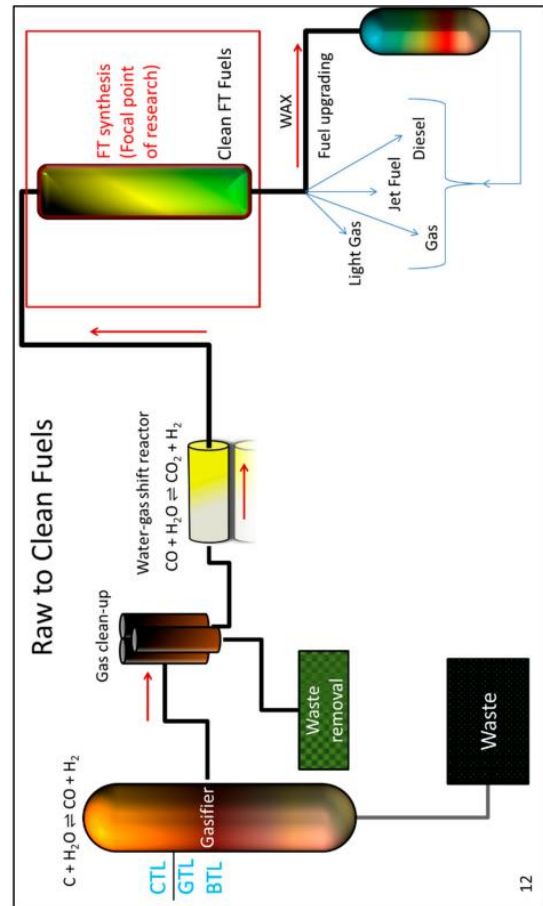 Raw to Clean Fuels
C + H₂O ⇌ CO + H₂
CTL
GTL
BTL
Gasifier
Waste
Gas clean-up
Waste
removal
Water-gas shift reactor
CO + H₂O ⇌ CO₂ + H₂
FT synthesis
(Focal point
of research)
Clean FT Fuels
WAX
Fuel upgrading
Light Gas
Gas
Jet Fuel
Diesel
12